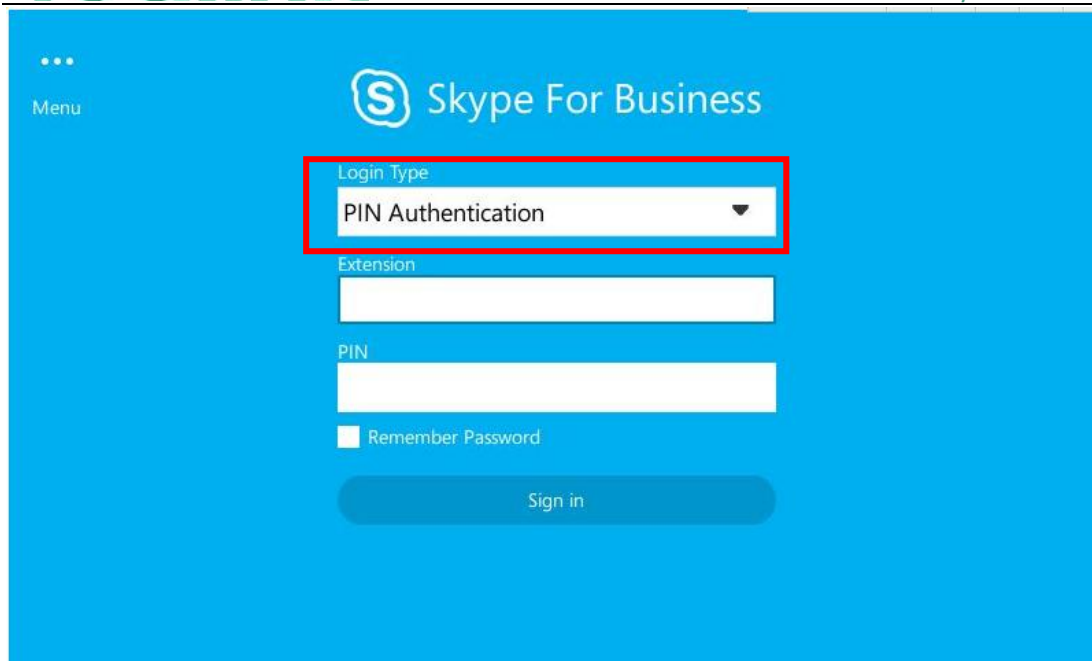 ...
Menu
S Skype For Business
Login Type
PIN Authentication
Extension
PIN
Remember Password
Sign in